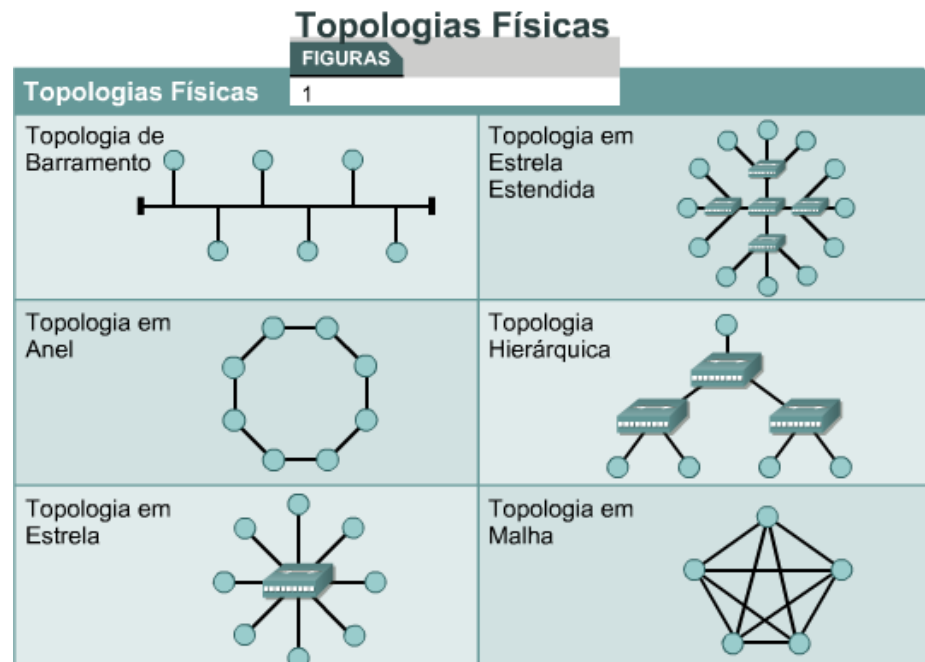 Topologias Físicas
FIGURAS
Topologias Físicas
1
Topologia de
Barramento
Topologia em
Estrela
Estendida
Topologia em
Anel
Topologia
Hierárquica
Topologia em
Estrela
Topologia em
Malha